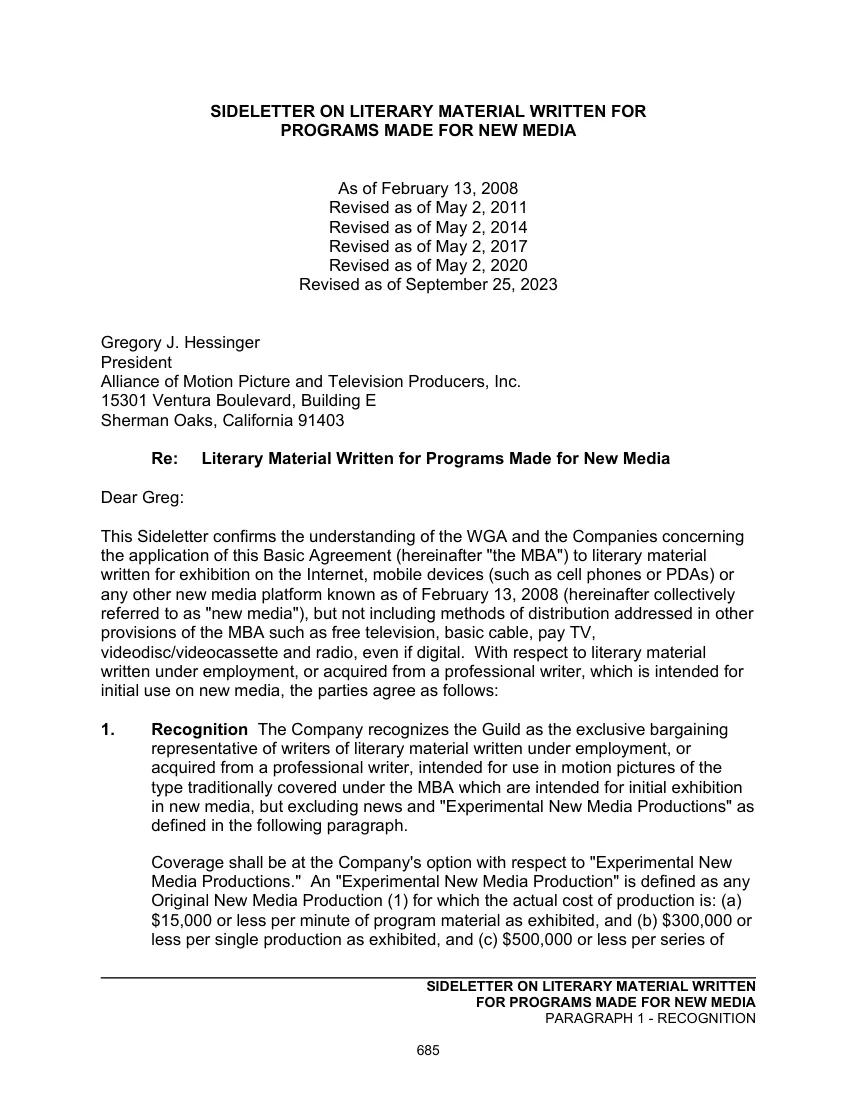 SIDELETTER ON LITERARY MATERIAL WRITTEN FOR
PROGRAMS MADE FOR NEW MEDIA
As of February 13, 2008
Revised as of May 2, 2011
Revised as of May 2, 2014
Revised as of May 2, 2017
Revised as of May 2, 2020
Revised as of September 25, 2023
Gregory J. Hessinger
President
Alliance of Motion Picture and Television Producers, Inc.
15301 Ventura Boulevard, Building E
Sherman Oaks, California 91403
Re: Literary Material Written for Programs Made for New Media
Dear Greg:
This Sideletter confirms the understanding of the WGA and the Companies concerning
the application of this Basic Agreement (hereinafter "the MBA") to literary material
written for exhibition on the Internet, mobile devices (such as cell phones or PDAs) or
any other new media platform known as of February 13, 2008 (hereinafter collectively
referred to as "new media"), but not including methods of distribution addressed in other
provisions of the MBA such as free television, basic cable, pay TV,
videodisc/videocassette and radio, even if digital. With respect to literary material
written under employment, or acquired from a professional writer, which is intended for
initial use on new media, the parties agree as follows:
1. Recognition The Company recognizes the Guild as the exclusive bargaining
representative of writers of literary material written under employment, or
acquired from a professional writer, intended for use in motion pictures of the
type traditionally covered under the MBA which are intended for initial exhibition
in new media, but excluding news and "Experimental New Media Productions" as
defined in the following paragraph.
Coverage shall be at the Company's option with respect to "Experimental New
Media Productions." An "Experimental New Media Production" is defined as any
Original New Media Production (1) for which the actual cost of production is: (a)
$15,000 or less per minute of program material as exhibited, and (b) $300,000 or
less per single production as exhibited, and (c) $500,000 or less per series of
SIDELETTER ON LITERARY MATERIAL WRITTEN
FOR PROGRAMS MADE FOR NEW MEDIA
PARAGRAPH 1 - RECOGNITION
685